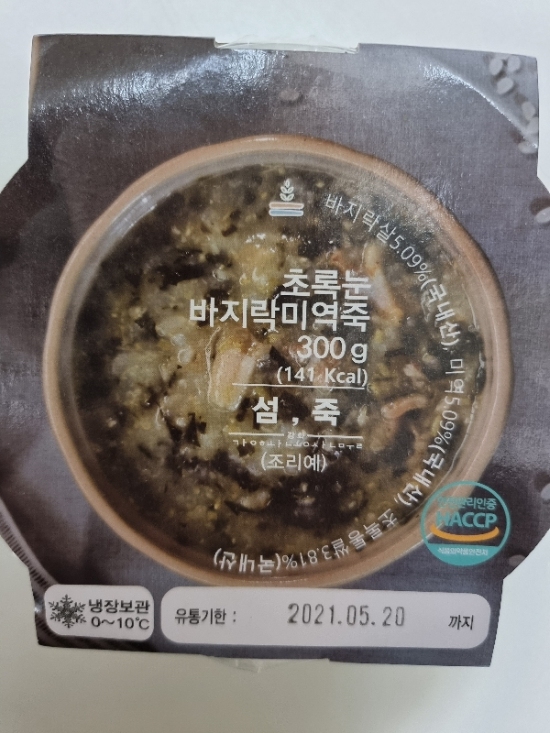 초록눈
바지락미역죽
300g
(141 Kcal)
섬, 죽
(조리예)
바지락살5.09%(국내산), 미역5.09%(국내산), 초록통쌀3.81%(국내산)
HACCP
냉장보관
0~10℃
유통기한 :
2021.05.20
까지